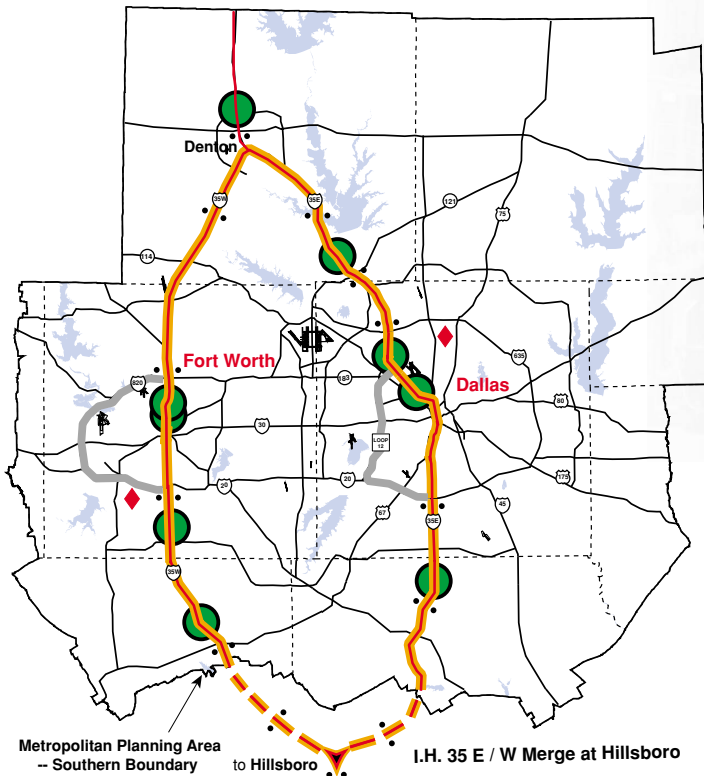 Denton
35W
35E
121
75
114
Fort Worth
820
183
635
Dallas
80
30
LOOP
12
20
20
175
67
45
35E
35W
Metropolitan Planning Area
-- Southern Boundary
to Hillsboro
I.H. 35 E / W Merge at Hillsboro